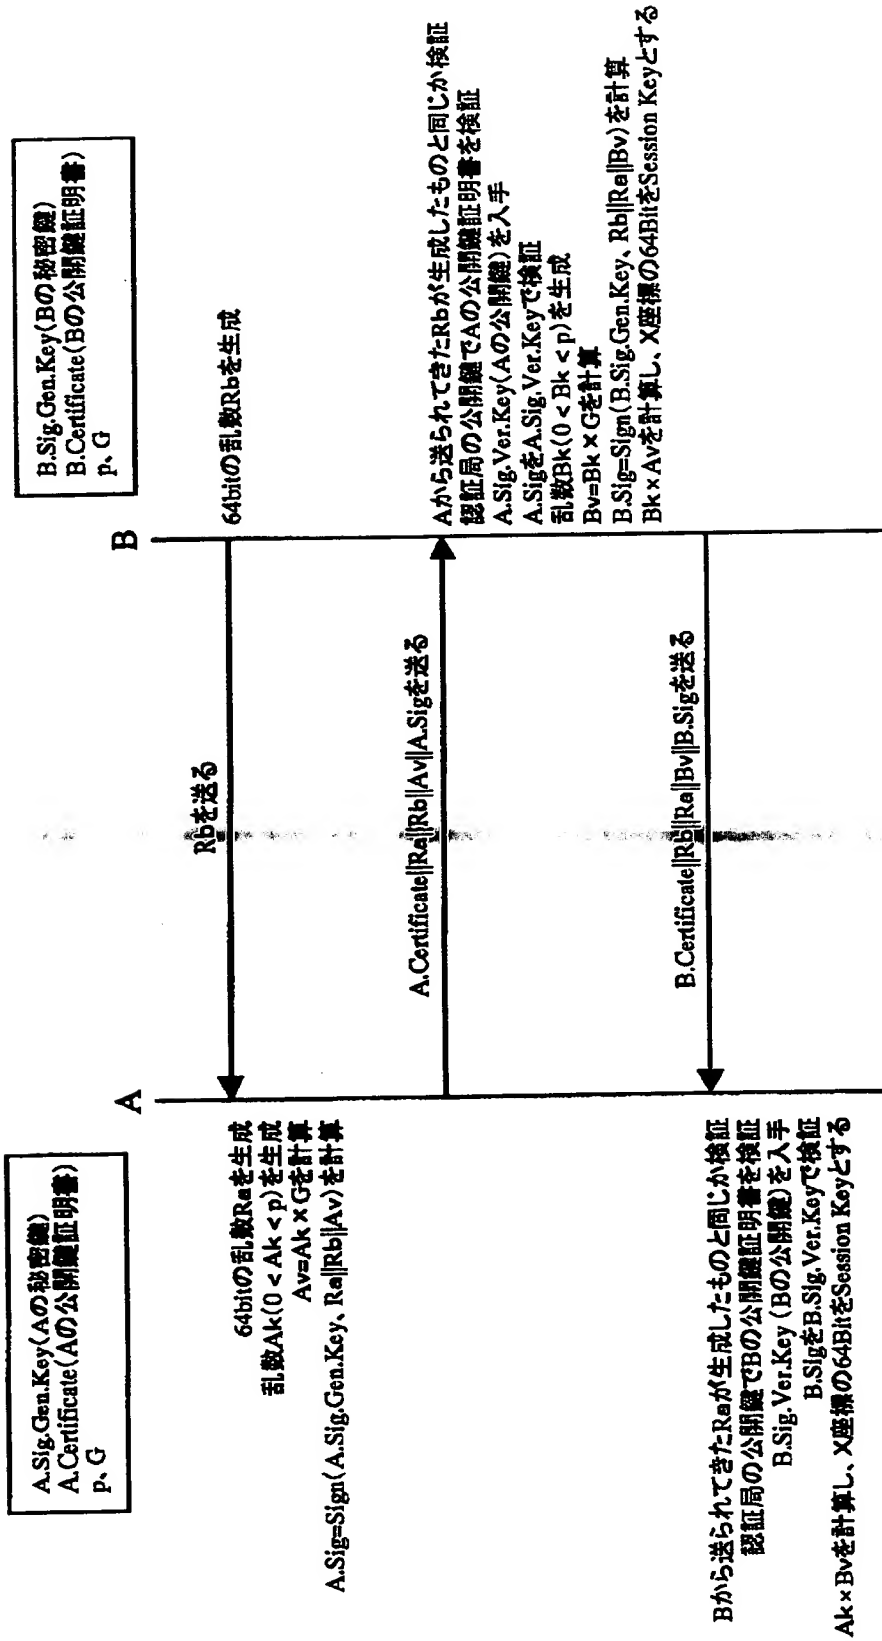 A.Sig.Gen.Key(Aの秘密鍵)
A.Certificate(Aの公開鍵証明書)
p、G
B.Sig.Gen.Key(Bの秘密鍵)
B.Certificate(Bの公開鍵証明書)
p、G
A
B
64bitの乱数Rbを生成
Rbを送る
64bitの乱数Raを生成
乱数Ak(0<Ak<p)を生成
Av=Ak×Gを計算
A.Sig=Sign(A.Sig.Gen.Key、Ra||Rb||Av)を計算
A.Certificate||Ra||Rb||Av||A.Sigを送る
Aから送られてきたRbが生成したものと同じか検証
認証局の公開鍵でAの公開鍵証明書を検証
A.Sig.Ver.Key(Aの公開鍵)を入手
A.SigをA.Sig.Ver.Keyで検証
乱数Bk(0<Bk<p)を生成
Bv=Bk×Gを計算
B.Sig=Sign(B.Sig.Gen.Key、Rb||Ra||Bv)を計算
Bk×Avを計算し、X座標の64BitをSession Keyとする
B.Certificate||Rb||Ra||Bv||B.Sigを送る
Bから送られてきたRaが生成したものと同じか検証
認証局の公開鍵でBの公開鍵証明書を検証
B.Sig.Ver.Key(Bの公開鍵)を入手
B.SigをB.Sig.Ver.Keyで検証
Ak×Bvを計算し、X座標の64BitをSession Keyとする